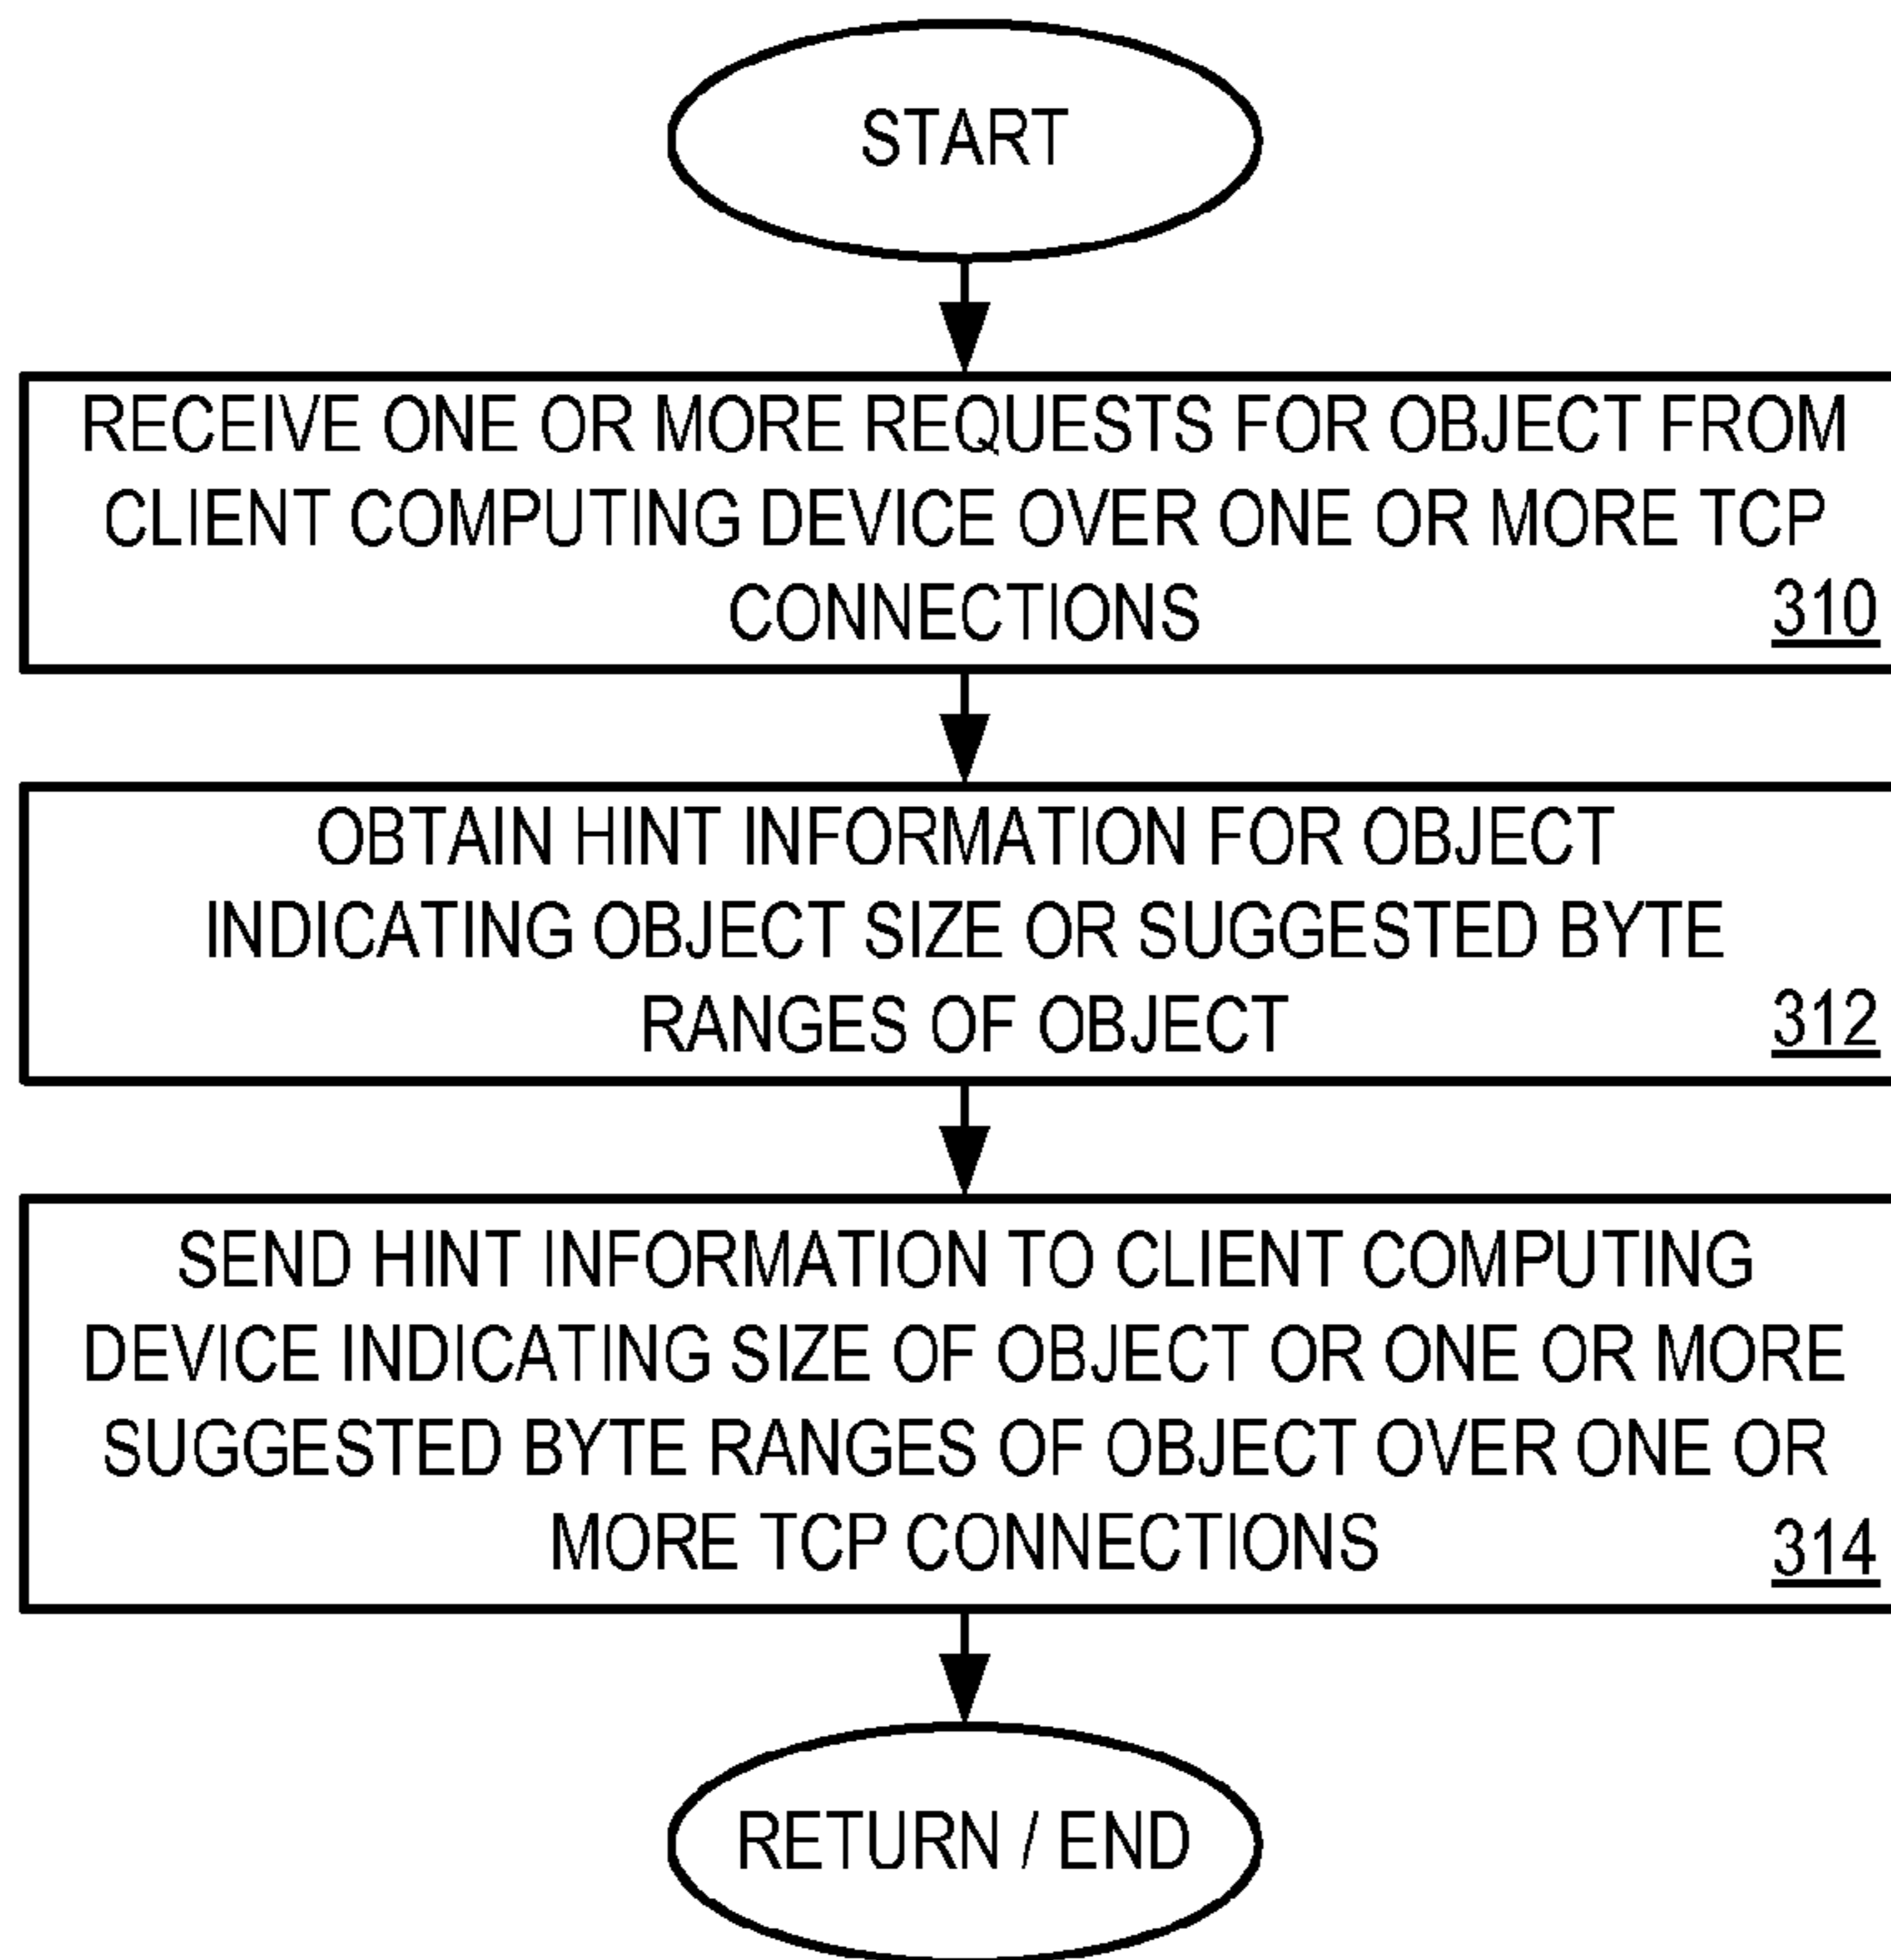 START
RECEIVE ONE OR MORE REQUESTS FOR OBJECT FROM
CLIENT COMPUTING DEVICE OVER ONE OR MORE TCP
CONNECTIONS
310
OBTAIN HINT INFORMATION FOR OBJECT
INDICATING OBJECT SIZE OR SUGGESTED BYTE
RANGES OF OBJECT
312
SEND HINT INFORMATION TO CLIENT COMPUTING
DEVICE INDICATING SIZE OF OBJECT OR ONE OR MORE
SUGGESTED BYTE RANGES OF OBJECT OVER ONE OR
MORE TCP CONNECTIONS
314
RETURN / END